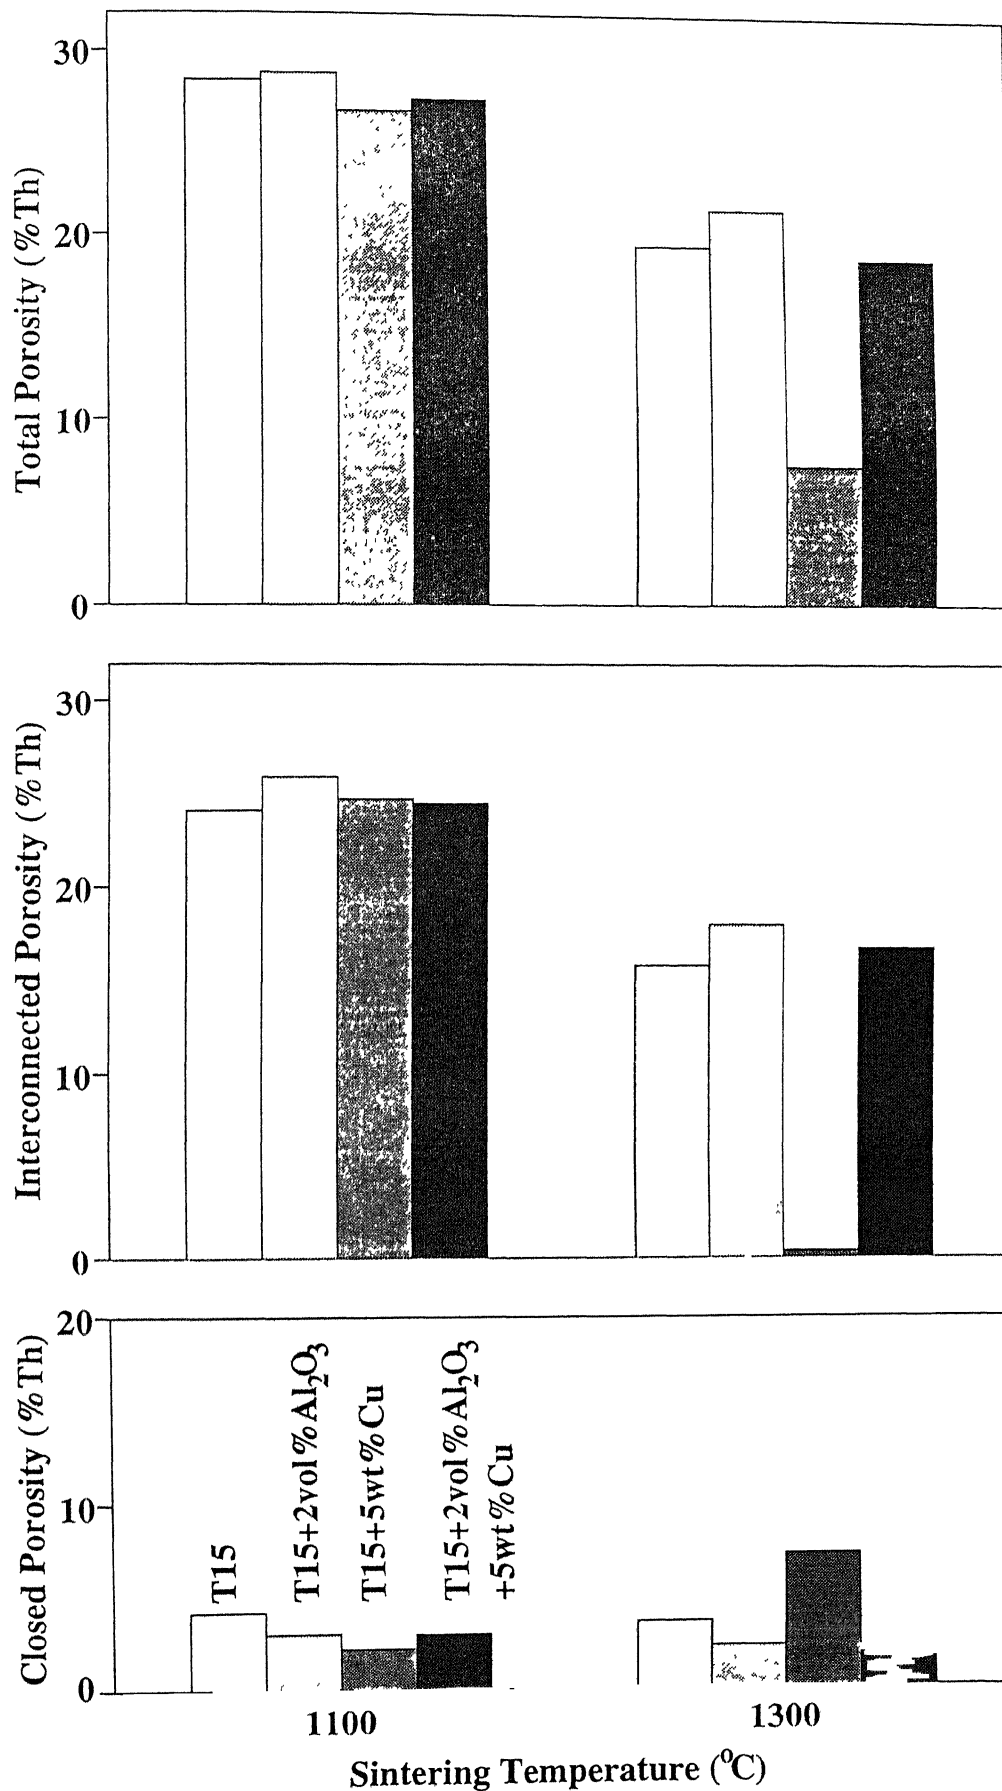 Total Porosity (%Th)
30
20
10
0
Interconnected Porosity (%Th)
30
20
10
0
Closed Porosity (%Th)
20
10
0
T15
T15+2vol%Al₂O₃
T15+5wt%Cu
T15+2vol%Al₂O₃
+5wt%Cu
1100
1300
Sintering Temperature (°C)